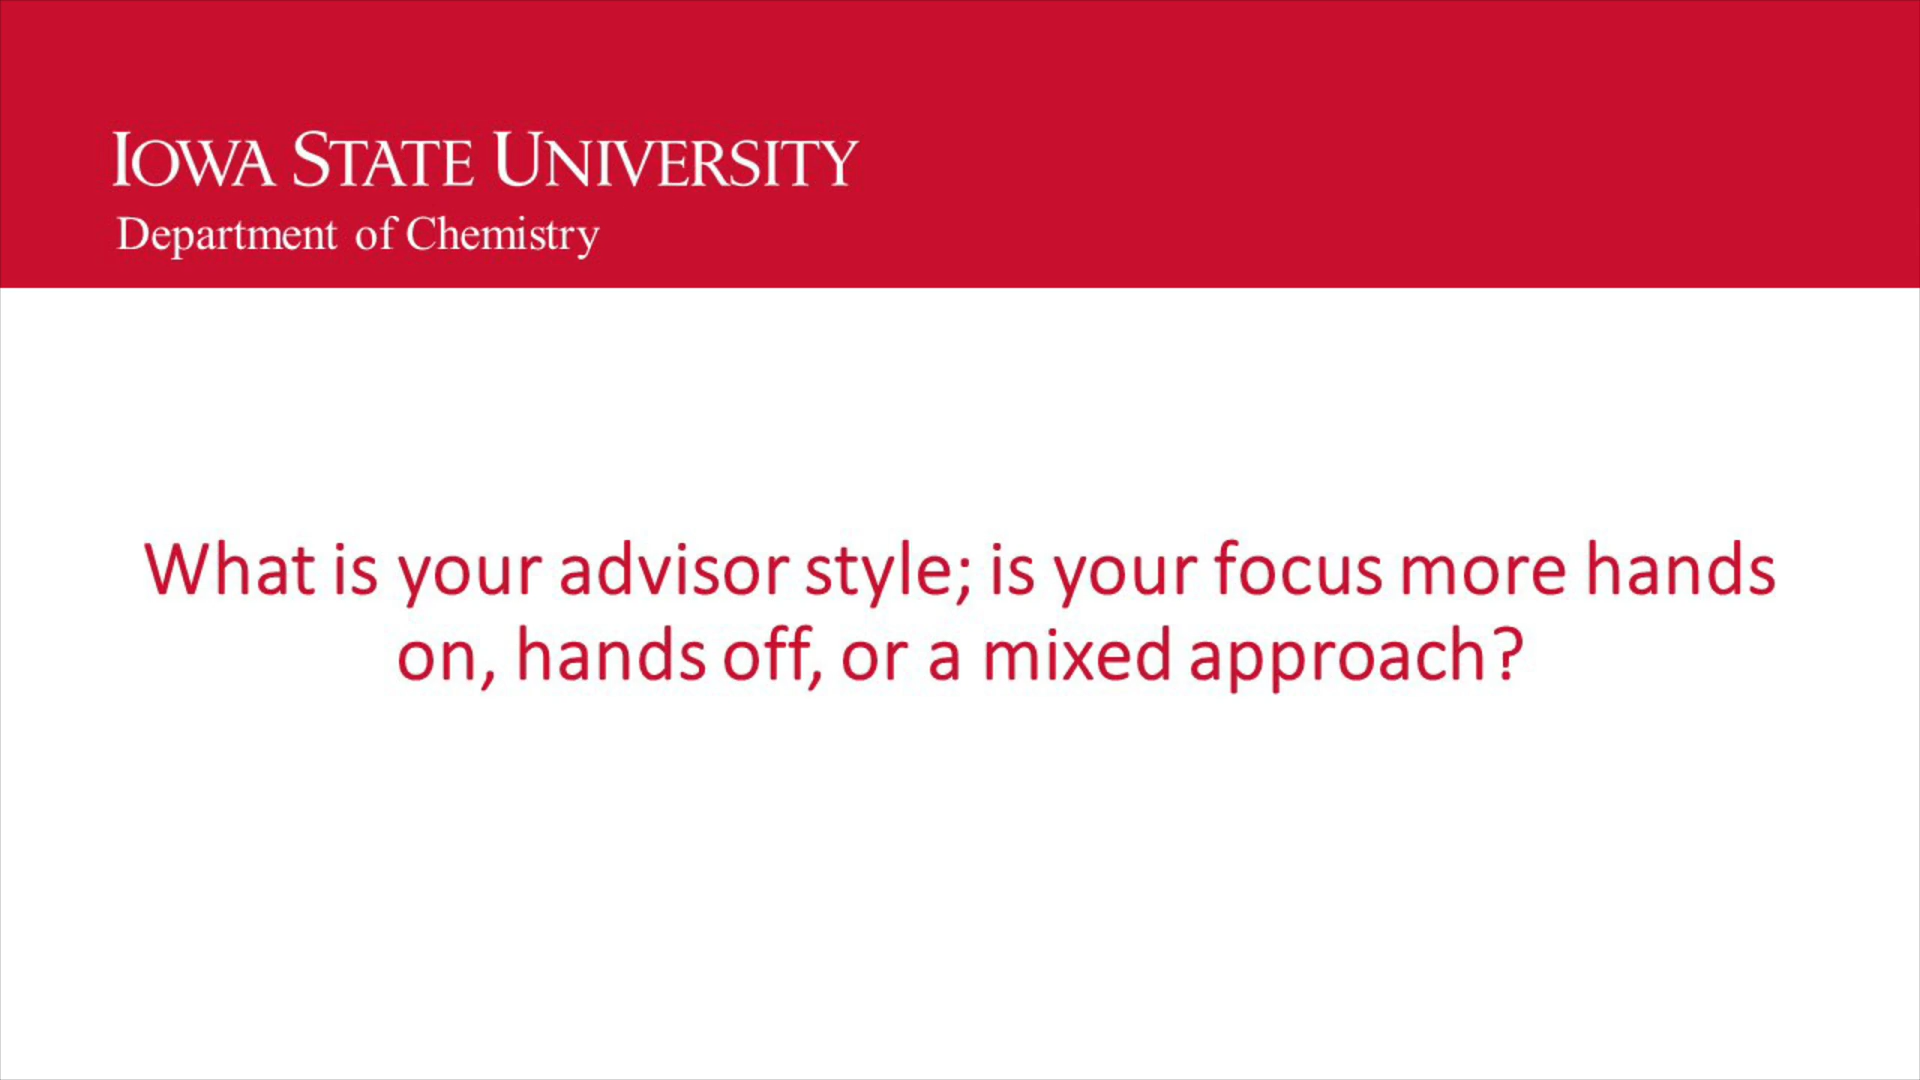 IOWA STATE UNIVERSITY
Department of Chemistry
What is your advisor style; is your focus more hands
on, hands off, or a mixed approach?